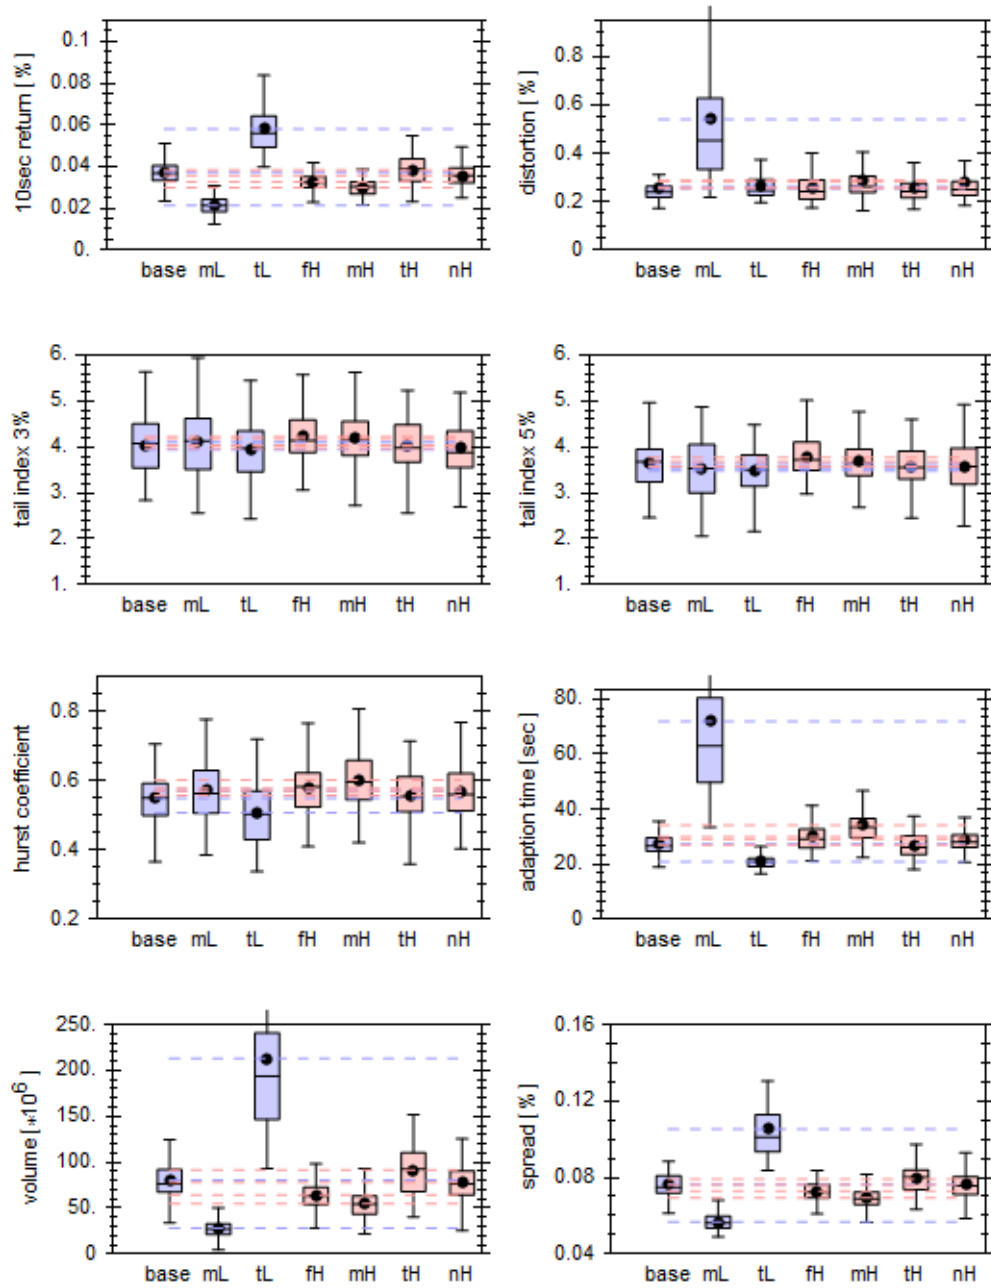 10sec return [ % ]
0.1
0.08
0.06
0.04
0.02
0.
base mL tL fH mH tH nH
distortion [ % ]
0.8
0.6
0.4
0.2
0
base mL tL fH mH tH nH
tail index 3%
6.
5.
4.
3.
2.
1.
base mL tL fH mH tH nH
tail index 5%
6.
5.
4.
3.
2.
1.
base mL tL fH mH tH nH
hurst coefficient
0.8
0.6
0.4
0.2
base mL tL fH mH tH nH
adaption time [ sec ]
80.
60.
40.
20.
0
base mL tL fH mH tH nH
volume [ *10^6 ]
250.
200.
150.
100.
50.
0
base mL tL fH mH tH nH
spread [ % ]
0.16
0.12
0.08
0.04
base mL tL fH mH tH nH